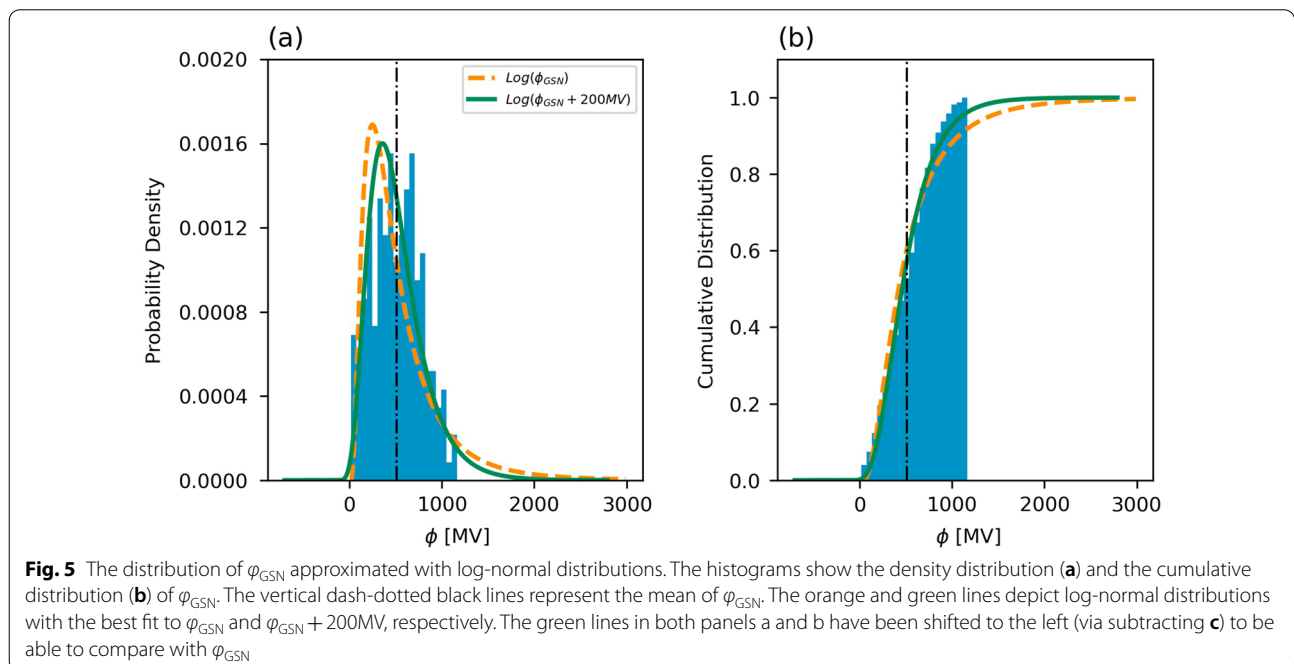 (a)
0.0020
0.0016
0.0012
0.0008
0.0004
0.0000
Probability Density
Log(ϕGSN)
Log(ϕGSN + 200MV)
0 1000 2000 3000
ϕ [MV]
(b)
1.0
0.8
0.6
0.4
0.2
0.0
Cumulative Distribution
0 1000 2000 3000
ϕ [MV]
Fig. 5 The distribution of φGSN approximated with log-normal distributions. The histograms show the density distribution (a) and the cumulative
distribution (b) of φGSN. The vertical dash-dotted black lines represent the mean of φGSN. The orange and green lines depict log-normal distributions
with the best fit to φGSN and φGSN + 200MV, respectively. The green lines in both panels a and b have been shifted to the left (via subtracting c) to be
able to compare with φGSN